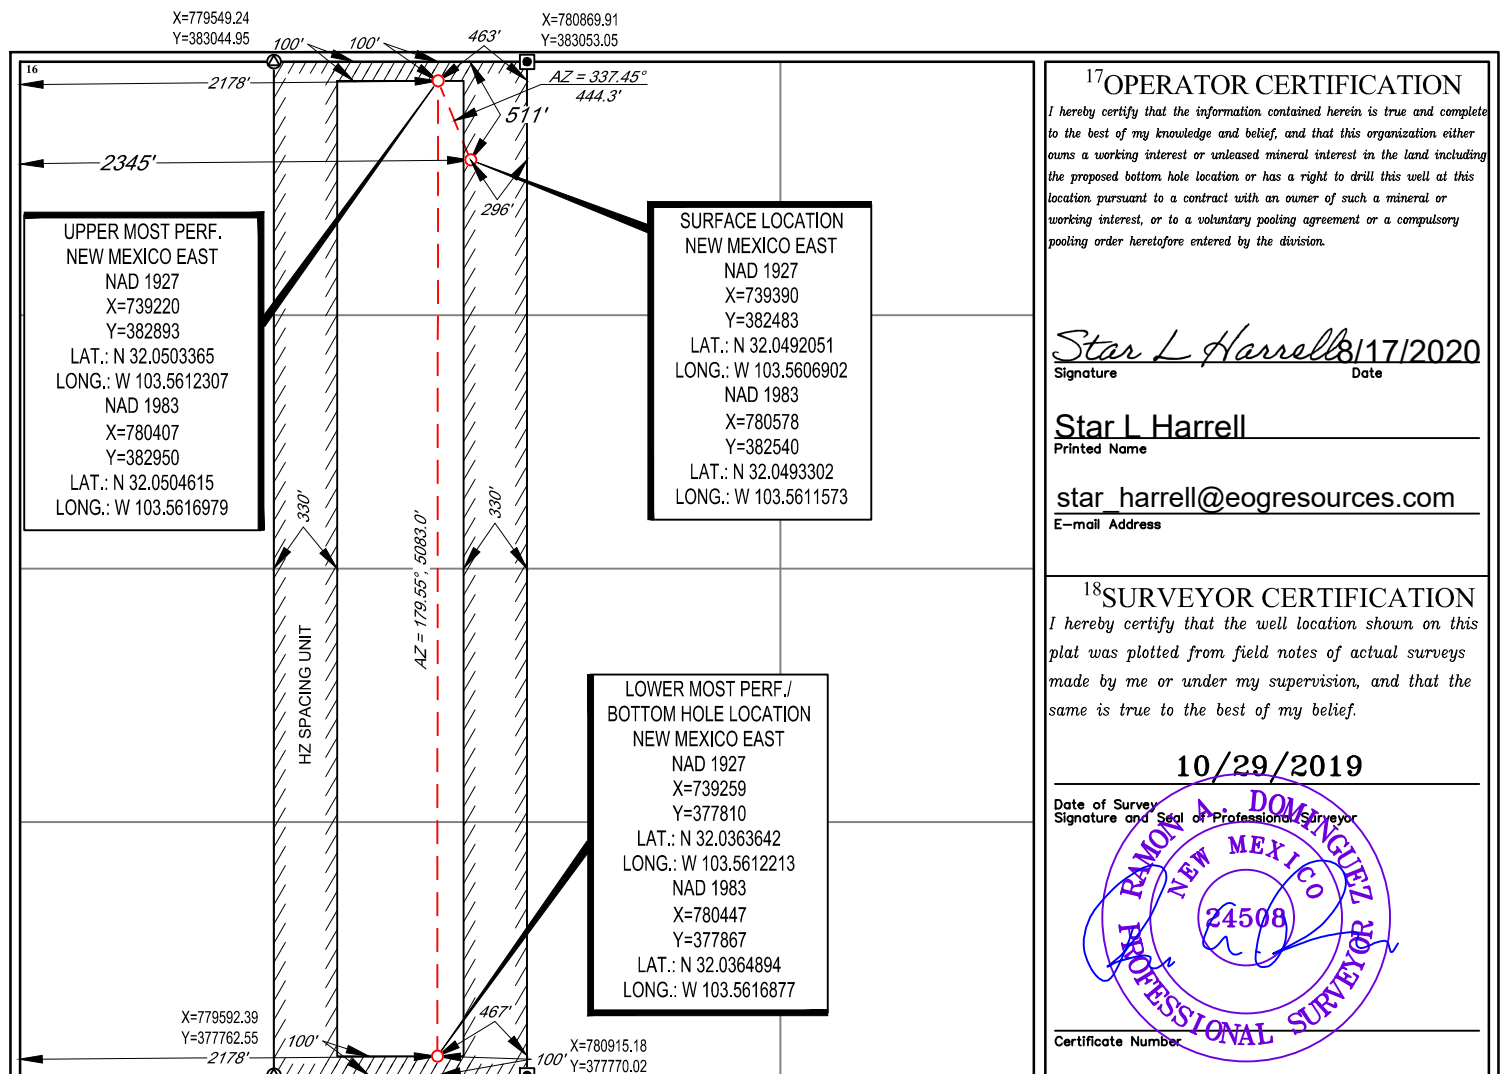 X=779549.24
Y=383044.95
X=780869.91
Y=383053.05
100'
100'
463'
16
2178'
AZ = 337.45°
444.3'
511'
2345'
296'
UPPER MOST PERF.
NEW MEXICO EAST
NAD 1927
X=739220
Y=382893
LAT.: N 32.0503365
LONG.: W 103.5612307
NAD 1983
X=780407
Y=382950
LAT.: N 32.0504615
LONG.: W 103.5616979
SURFACE LOCATION
NEW MEXICO EAST
NAD 1927
X=739390
Y=382483
LAT.: N 32.0492051
LONG.: W 103.5606902
NAD 1983
X=780578
Y=382540
LAT.: N 32.0493302
LONG.: W 103.5611573
330'
330'
AZ = 179.55°, 5083.0'
HZ SPACING UNIT
LOWER MOST PERF./
BOTTOM HOLE LOCATION
NEW MEXICO EAST
NAD 1927
X=739259
Y=377810
LAT.: N 32.0363642
LONG.: W 103.5612213
NAD 1983
X=780447
Y=377867
LAT.: N 32.0364894
LONG.: W 103.5616877
X=779592.39
Y=377762.55
2178'
100'
467'
100'
X=780915.18
Y=377770.02
17OPERATOR CERTIFICATION
I hereby certify that the information contained herein is true and complete
to the best of my knowledge and belief, and that this organization either
owns a working interest or unleased mineral interest in the land including
the proposed bottom hole location or has a right to drill this well at this
location pursuant to a contract with an owner of such a mineral or
working interest, or to a voluntary pooling agreement or a compulsory
pooling order heretofore entered by the division.
Star L Harrell 8/17/2020
Signature Date
Star L Harrell
Printed Name
star_harrell@eogresources.com
E-mail Address
18SURVEYOR CERTIFICATION
I hereby certify that the well location shown on this
plat was plotted from field notes of actual surveys
made by me or under my supervision, and that the
same is true to the best of my belief.
10/29/2019
Date of Survey
Signature and Seal of Professional Surveyor
RAMON A. DOMINGUEZ
NEW MEXICO
24508
PROFESSIONAL SURVEYOR
Certificate Number